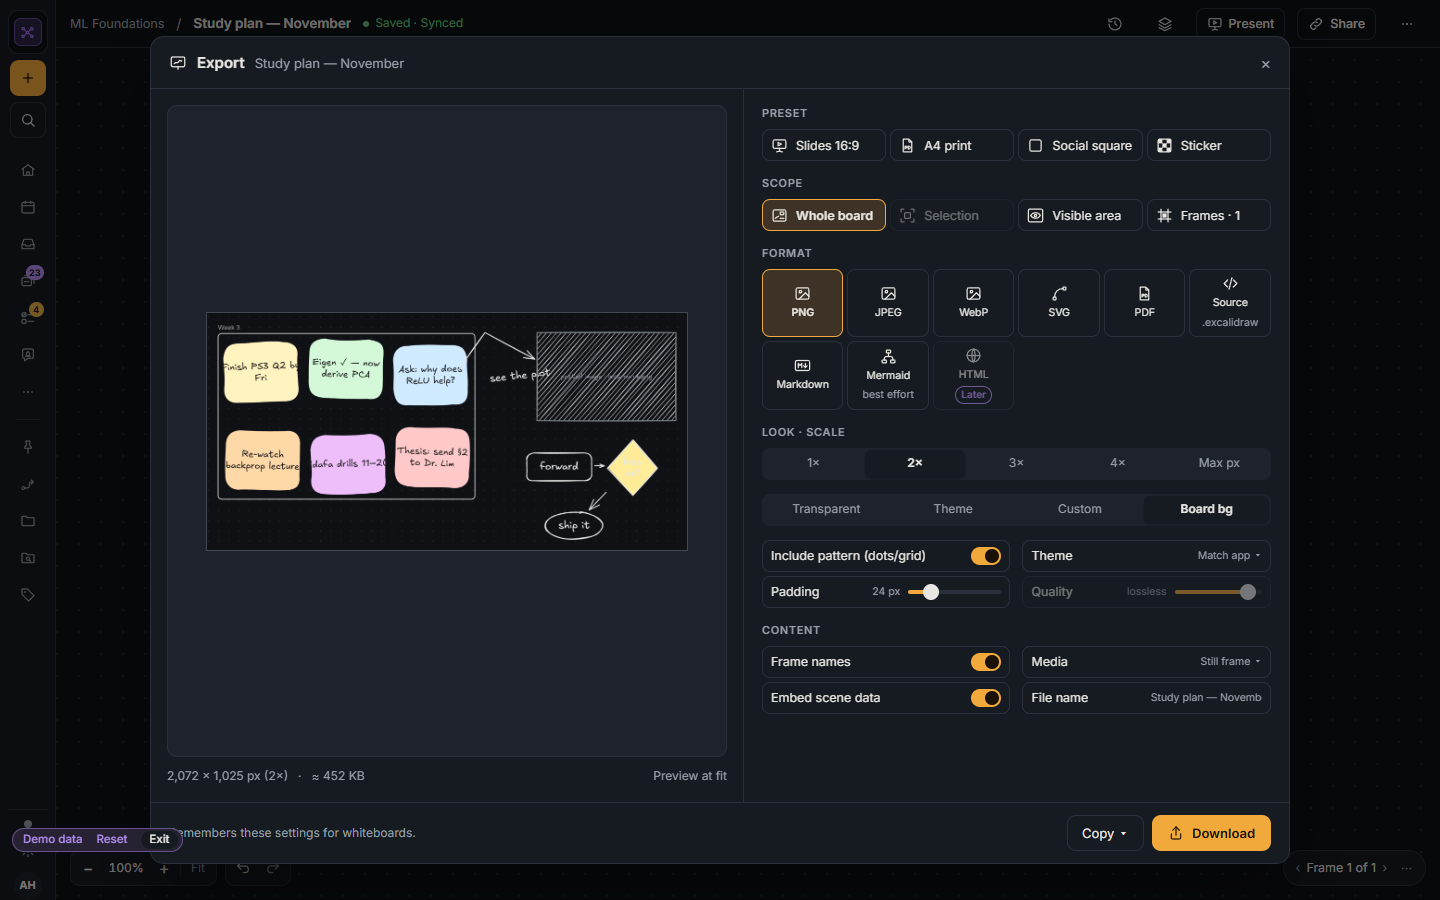 ML Foundations / Study plan — November Saved · Synced
Present
Share
Export Study plan — November
PRESET
Slides 16:9
A4 print
Social square
Sticker
SCOPE
Whole board
Selection
Visible area
Frames · 1
FORMAT
PNG
JPEG
WebP
SVG
PDF
Source
.excalidraw
Markdown
Mermaid
best effort
HTML
Later
LOOK · SCALE
1×
2×
3×
4×
Max px
Transparent
Theme
Custom
Board bg
Include pattern (dots/grid)
Theme
Match app
Padding
24 px
Quality
lossless
CONTENT
Frame names
Media
Still frame
Embed scene data
File name
Study plan — Novemb
23
4
Week 3
Finish PS3 Q2 by
Fri
Eigen ✓ — now
derive PCA
Ask: why does
ReLU help?
see the plot
Re-watch
backprop lecture
dafa drills 11–20
Thesis: send §2
to Dr. Lim
forward
ship it
2,072 × 1,025 px (2×) · ≈ 452 KB
Preview at fit
Demo data
Reset
Exit
emembers these settings for whiteboards.
Copy
Download
AH
100%
Fit
Frame 1 of 1